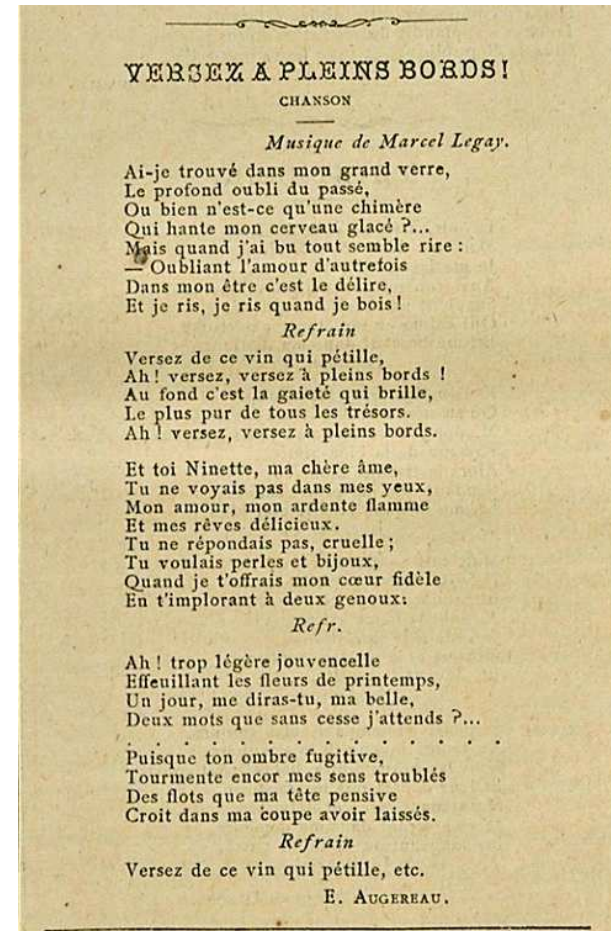 VERSEZ A PLEINS BORDS!
CHANSON
Musique de Marcel Legay.
Ai-je trouvé dans mon grand verre,
Le profond oubli du passé,
Ou bien n'est-ce qu'une chimère
Qui hante mon cerveau glacé ?...
Mais quand j'ai bu tout semble rire :
— Oubliant l'amour d'autrefois
Dans mon être c'est le délire,
Et je ris, je ris quand je bois !
Refrain
Versez de ce vin qui pétille,
Ah ! versez, versez à pleins bords !
Au fond c'est la gaieté qui brille,
Le plus pur de tous les trésors.
Ah ! versez, versez à pleins bords.
Et toi Ninette, ma chère âme,
Tu ne voyais pas dans mes yeux,
Mon amour, mon ardente flamme
Et mes rêves délicieux.
Tu ne répondais pas, cruelle ;
Tu voulais perles et bijoux,
Quand je t'offrais mon cœur fidèle
En t'implorant à deux genoux.
Refr.
Ah ! trop légère jouvencelle
Effeuillant les fleurs de printemps,
Un jour, me diras-tu, ma belle,
Deux mots que sans cesse j'attends ?...
. . . . . . . . . . . . . . .
Puisque ton ombre fugitive,
Tourmente encor mes sens troublés
Des flots que ma tête pensive
Croit dans ma coupe avoir laissés.
Refrain
Versez de ce vin qui pétille, etc.
E. AUGEREAU.